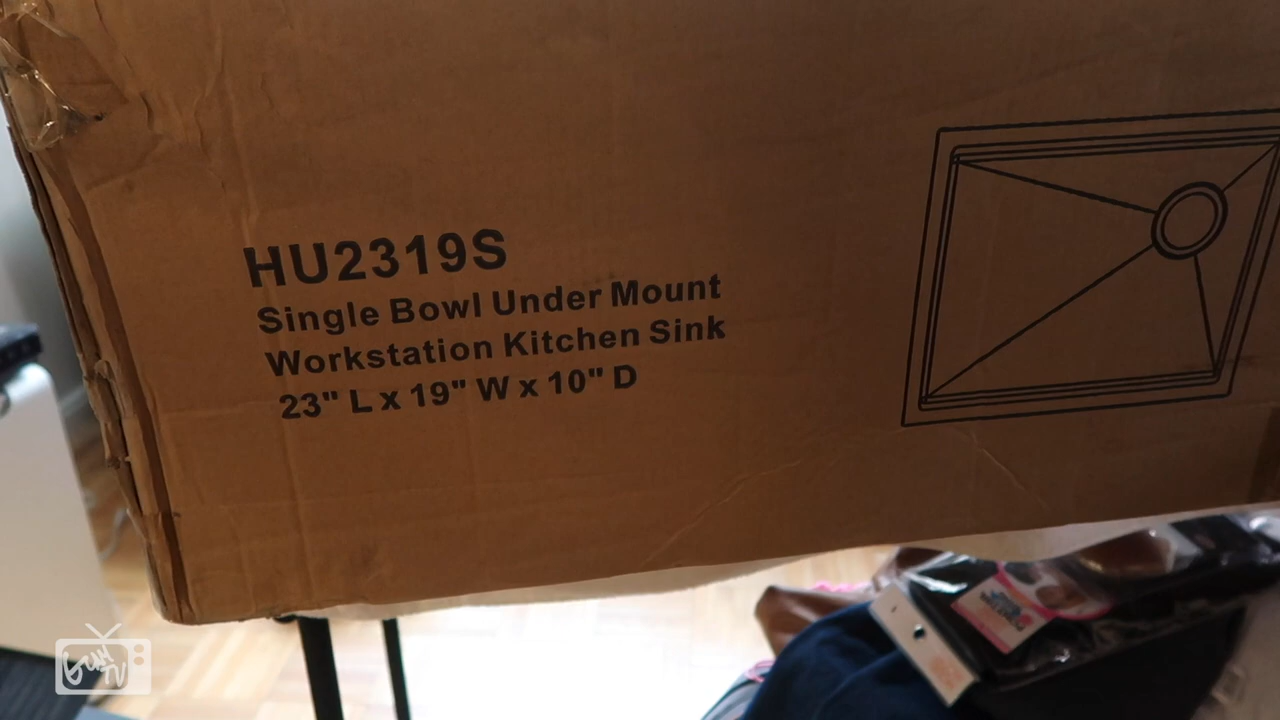 HU2319S
Single Bowl Under Mount
Workstation Kitchen Sink
23" L x 19" W x 10" D